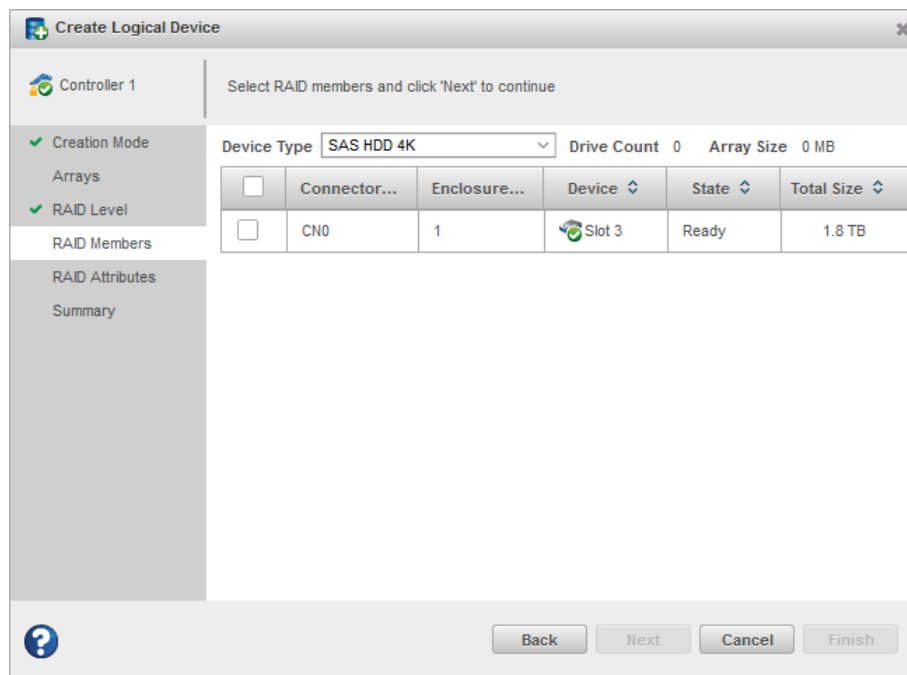 Create Logical Device
Controller 1
Select RAID members and click 'Next' to continue
Creation Mode
Arrays
RAID Level
RAID Members
RAID Attributes
Summary
Device Type SAS HDD 4K Drive Count 0 Array Size 0 MB
Connector... Enclosure... Device State Total Size
CN0 1 Slot 3 Ready 1.8 TB
? Back Next Cancel Finish